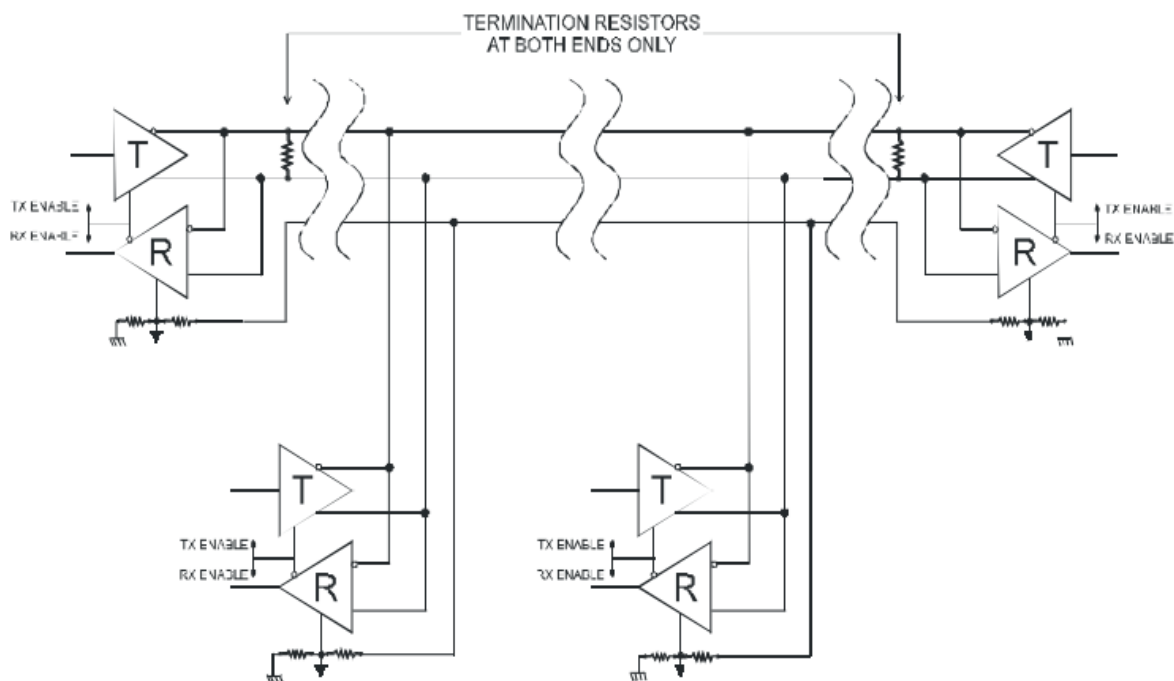 TERMINATION RESISTORS
AT BOTH ENDS ONLY
T
T
TX ENABLE
RX ENABLE
TX ENABLE
RX ENABLE
R
R
T
T
TX ENABLE
RX ENABLE
TX ENABLE
RX ENABLE
R
R